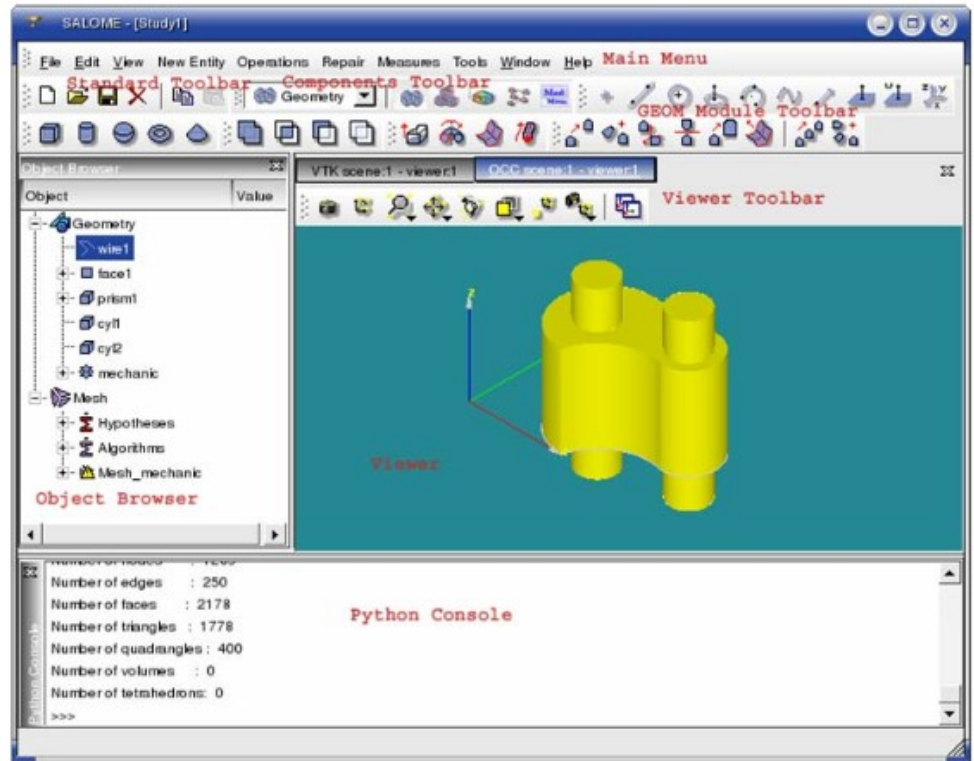 SALOME - [Study1]
File Edit View New Entity Operations Repair Measures Tools Window Help Main Menu
Standard Toolbar Components Toolbar
Geometry
GEOM Module Toolbar
Object Browser
VTK scene:1 - viewer:1 OCC scene:1 - viewer:1
Object Value
Viewer Toolbar
Geometry
wire1
face1
prism1
cyl1
cyl2
mechanic
Mesh
Hypotheses
Algorithms
Mesh_mechanic
Object Browser
z
Viewer
Number of edges : 250
Number of faces : 2178
Number of triangles : 1778
Number of quadrangles : 400
Number of volumes : 0
Number of tetrahedrons: 0
>>>
Python Console
Python Console